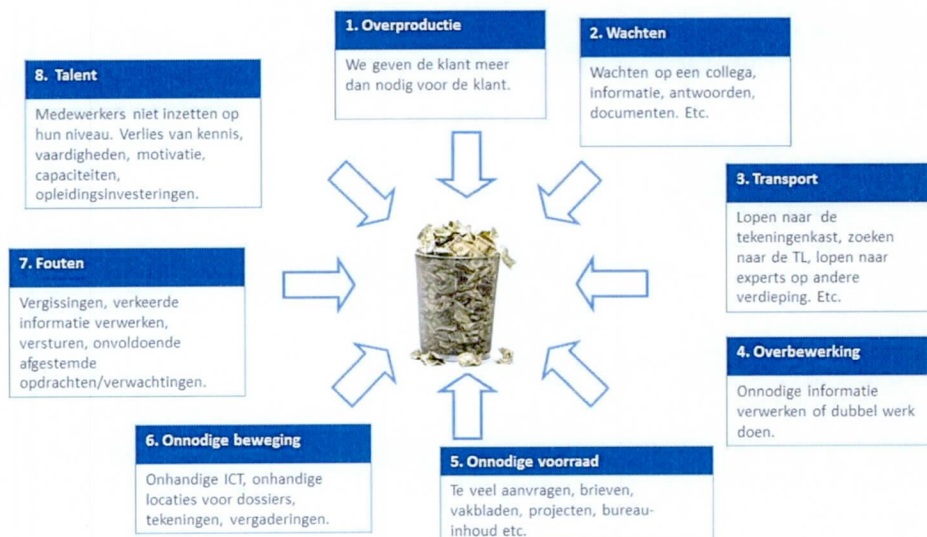 1. Overproductie
We geven de klant meer
dan nodig voor de klant.
2. Wachten
Wachten op een collega,
informatie, antwoorden,
documenten. Etc.
3. Transport
Lopen naar de
tekeningenkast, zoeken
naar de TL, lopen naar
experts op andere
verdieping. Etc.
4. Overbewerking
Onnodige informatie
verwerken of dubbel werk
doen.
5. Onnodige voorraad
Te veel aanvragen, brieven,
vakbladen, projecten, bureau-
inhoud etc.
6. Onnodige beweging
Onhandige ICT, onhandige
locaties voor dossiers,
tekeningen, vergaderingen.
7. Fouten
Vergissingen, verkeerde
informatie verwerken,
versturen, onvoldoende
afgestemde
opdrachten/verwachtingen.
8. Talent
Medewerkers niet inzetten op
hun niveau. Verlies van kennis,
vaardigheden, motivatie,
capaciteiten,
opleidingsinvesteringen.